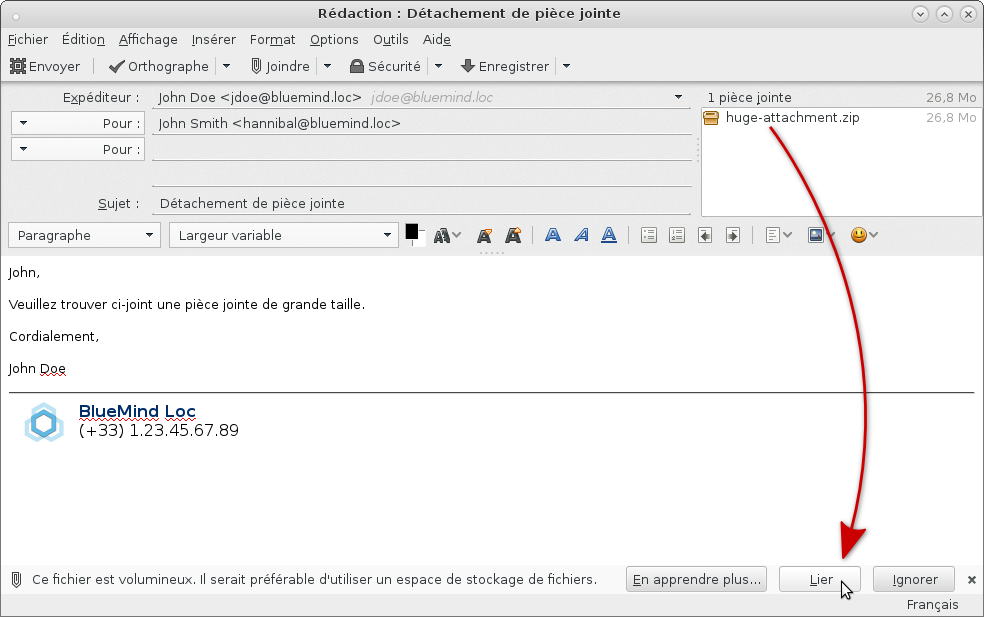 Rédaction : Détachement de pièce jointe
Fichier Édition Affichage Insérer Format Options Outils Aide
Envoyer Orthographe Joindre Sécurité Enregistrer
Expéditeur : John Doe <jdoe@bluemind.loc> jdoe@bluemind.loc
1 pièce jointe 26,8 Mo
Pour : John Smith <hannibal@bluemind.loc>
huge-attachment.zip 26,8 Mo
Pour :
Sujet : Détachement de pièce jointe
Paragraphe Largeur variable
John,
Veuillez trouver ci-joint une pièce jointe de grande taille.
Cordialement,
John Doe
BlueMind Loc
(+33) 1.23.45.67.89
Ce fichier est volumineux. Il serait préférable d'utiliser un espace de stockage de fichiers. En apprendre plus... Lier Ignorer
Français